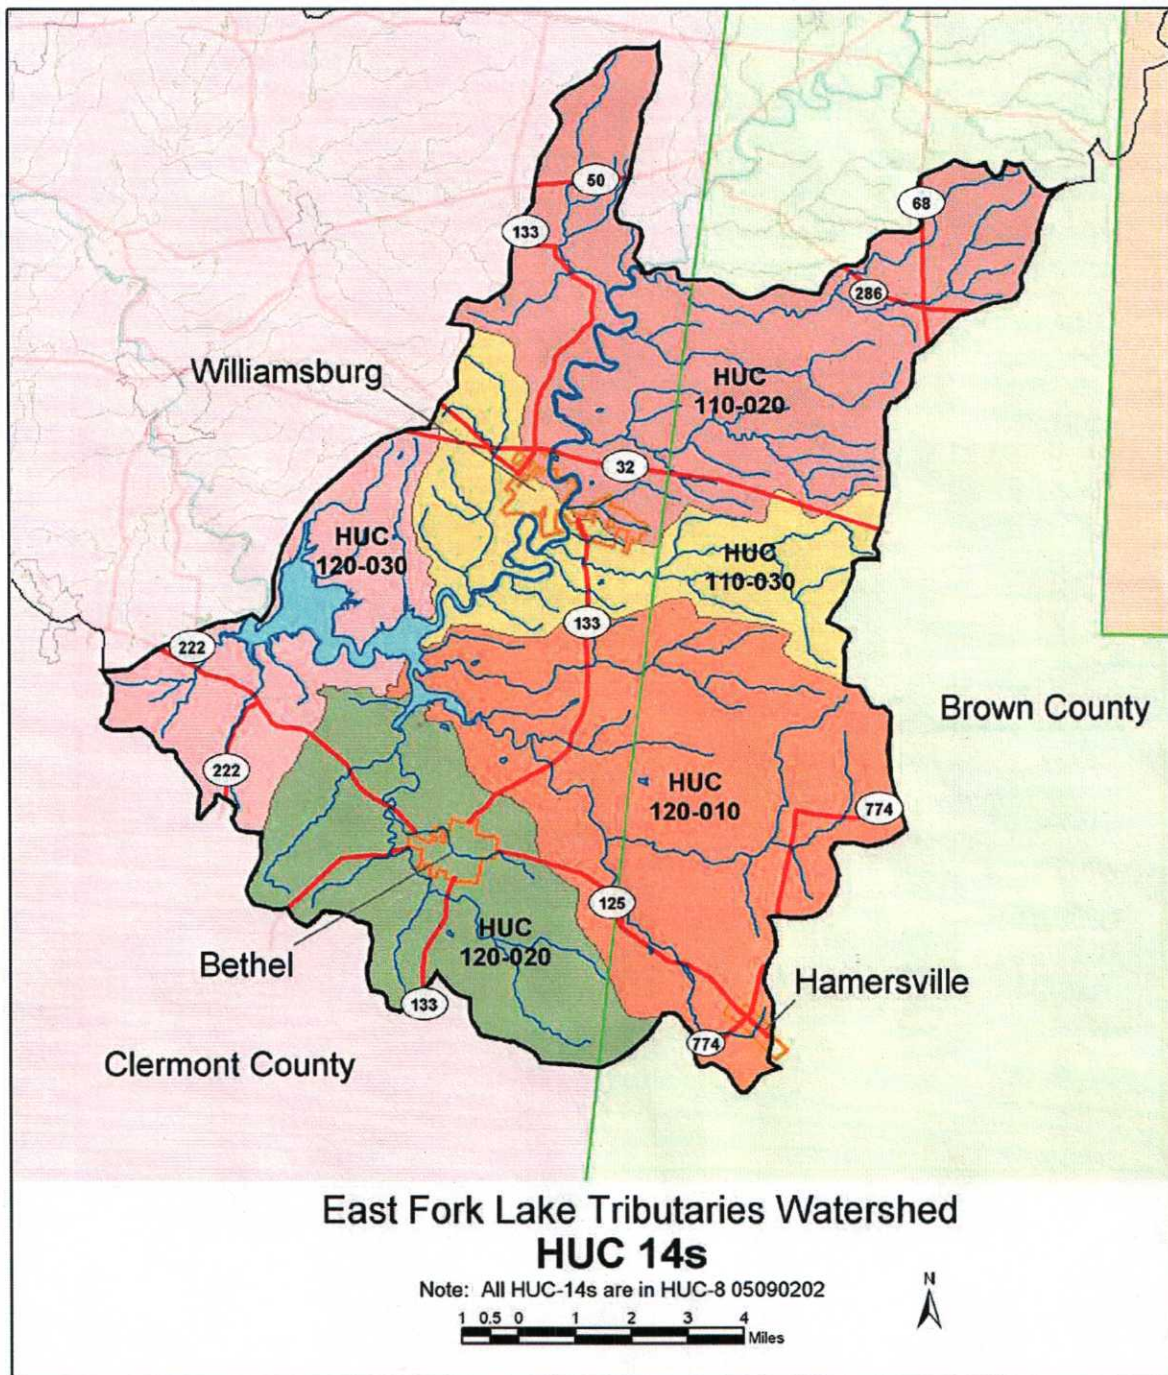 50
68
133
286
Williamsburg
HUC
110-020
32
HUC
120-030
HUC
110-030
133
222
Brown County
222
HUC
120-010
774
125
HUC
120-020
Bethel
Hamersville
133
774
Clermont County
East Fork Lake Tributaries Watershed
HUC 14s
Note: All HUC-14s are in HUC-8 05090202
N
1 0.5 0 1 2 3 4
Miles